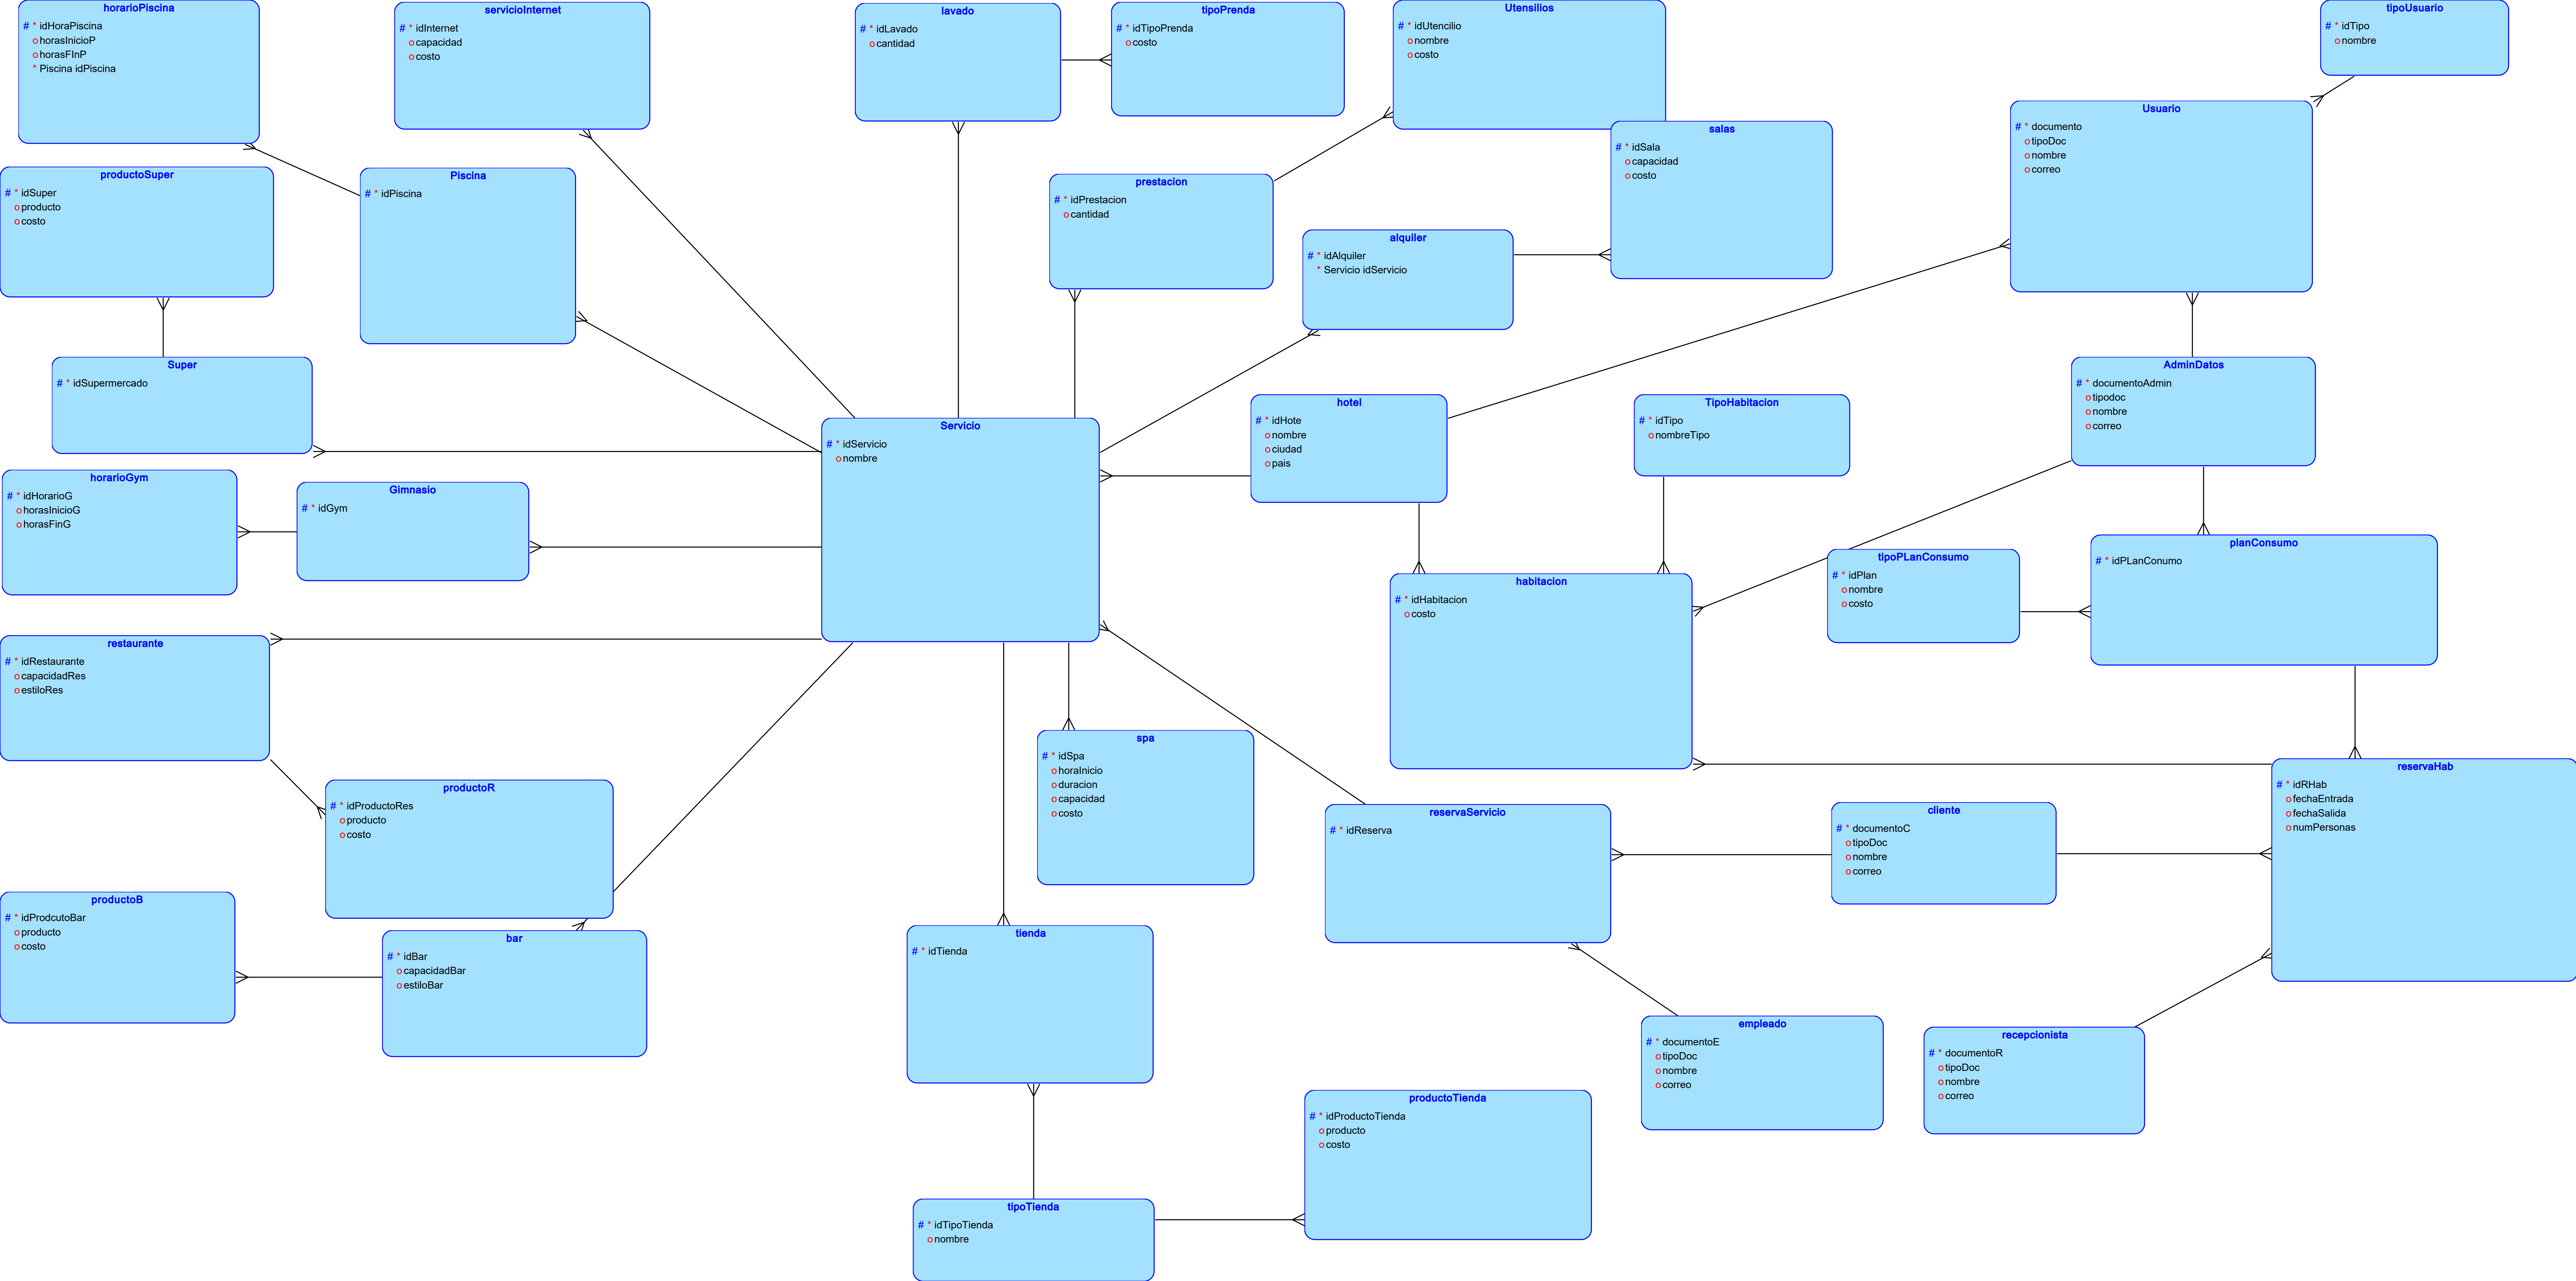 horarioPiscina
# * idHoraPiscina
o horasInicioP
o horasFInP
* Piscina idPiscina
servicioInternet
# * idInternet
o capacidad
o costo
lavado
# * idLavado
o cantidad
tipoPrenda
# * idTipoPrenda
o costo
Utensilios
# * idUtencilio
o nombre
o costo
tipoUsuario
# * idTipo
o nombre
Usuario
# * documento
o tipoDoc
o nombre
o correo
salas
# * idSala
o capacidad
o costo
productoSuper
# * idSuper
o producto
o costo
Piscina
# * idPiscina
prestacion
# * idPrestacion
o cantidad
alquiler
# * idAlquiler
* Servicio idServicio
Super
# * idSupermercado
AdminDatos
# * documentoAdmin
o tipodoc
o nombre
o correo
hotel
# * idHote
o nombre
o ciudad
o pais
TipoHabitacion
# * idTipo
o nombreTipo
Servicio
# * idServicio
o nombre
horarioGym
# * idHorarioG
o horasInicioG
o horasFinG
Gimnasio
# * idGym
planConsumo
# * idPLanConumo
tipoPLanConsumo
# * idPlan
o nombre
o costo
habitacion
# * idHabitacion
o costo
restaurante
# * idRestaurante
o capacidadRes
o estiloRes
spa
# * idSpa
o horaInicio
o duracion
o capacidad
o costo
reservaHab
# * idRHab
o fechaEntrada
o fechaSalida
o numPersonas
productoR
# * idProductoRes
o producto
o costo
reservaServicio
# * idReserva
cliente
# * documentoC
o tipoDoc
o nombre
o correo
productoB
# * idProdcutoBar
o producto
o costo
bar
# * idBar
o capacidadBar
o estiloBar
tienda
# * idTienda
empleado
# * documentoE
o tipoDoc
o nombre
o correo
recepcionista
# * documentoR
o tipoDoc
o nombre
o correo
productoTienda
# * idProductoTienda
o producto
o costo
tipoTienda
# * idTipoTienda
o nombre